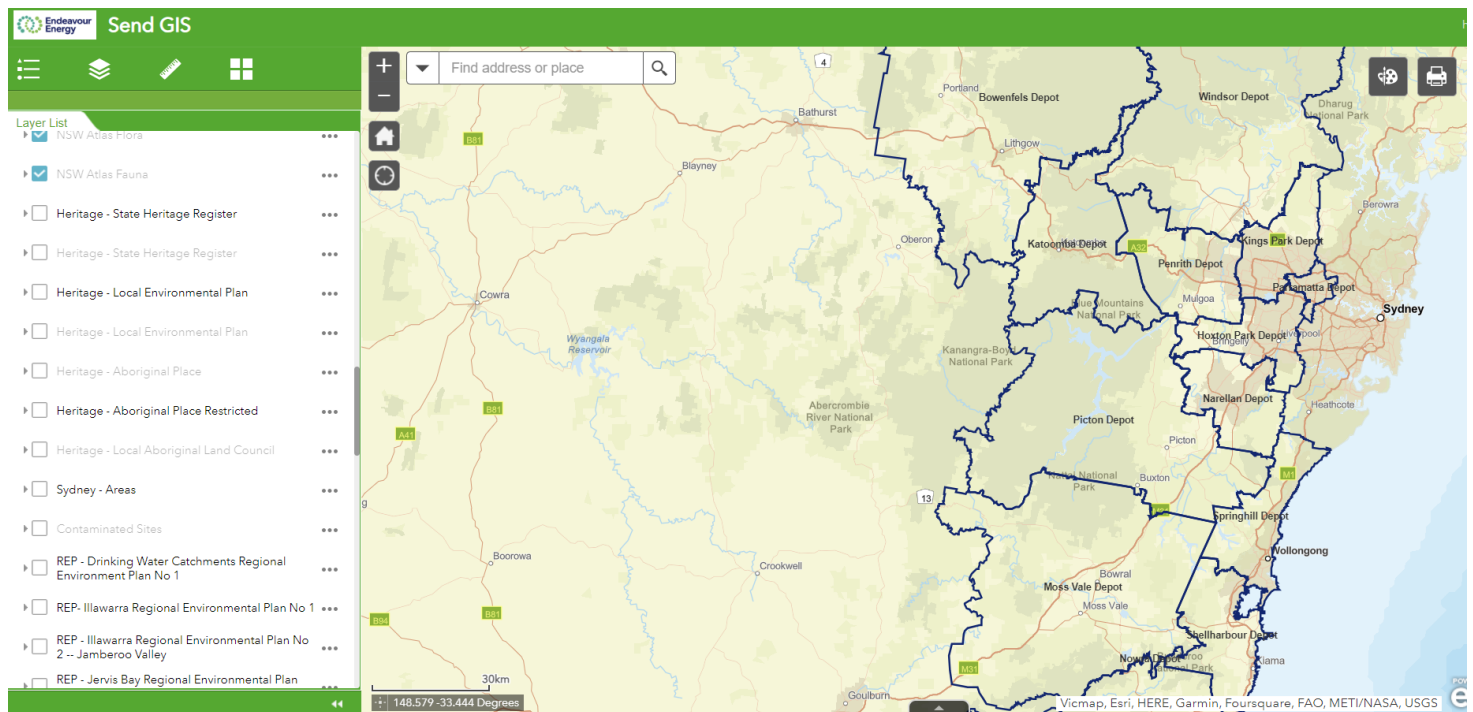 Endeavour
Energy
Send GIS
Layer List
NSW Atlas Flora
NSW Atlas Fauna
Heritage - State Heritage Register
Heritage - State Heritage Register
Heritage - Local Environmental Plan
Heritage - Local Environmental Plan
Heritage - Aboriginal Place
Heritage - Aboriginal Place Restricted
Heritage - Local Aboriginal Land Council
Sydney - Areas
Contaminated Sites
REP - Drinking Water Catchments Regional
Environment Plan No 1
REP- Illawarra Regional Environmental Plan No 1
REP - Illawarra Regional Environmental Plan No
2 -- Jamberoo Valley
REP - Jervis Bay Regional Environmental Plan
Find address or place
4
Portland
Bowenfels Depot
Windsor Depot
Dharug
National Park
Bathurst
B81
Lithgow
Blayney
Berowra
Oberon
Katoomba Depot
A32
Kings Park Depot
Penrith Depot
Parramatta Depot
Cowra
Blue Mountains
National Park
Mulgoa
Sydney
Wyangala
Reservoir
Hoxton Park Depot
Liverpool
Bringelly
Kanangra-Boyd
National Park
Narellan Depot
Heathcote
B81
Abercrombie
River National
Park
Picton Depot
A41
Picton
Nattai National
Park
Buxton
M1
13
g
Springhill Depot
Wollongong
Boorowa
Crookwell
Bowral
Moss Vale Depot
Moss Vale
B94
B81
Shellharbour Depot
Nowra Depot
National Park
Kiama
M31
30km
Goulburn
148.579 -33.444 Degrees
Vicmap, Esri, HERE, Garmin, Foursquare, FAO, METI/NASA, USGS